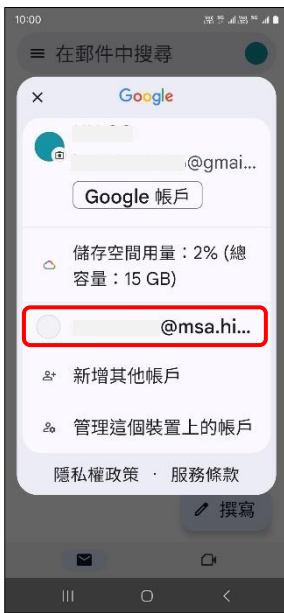 10:00
在郵件中搜尋
Google
@gmai...
Google 帳戶
儲存空間用量：2% (總
容量：15 GB)
@msa.hi...
新增其他帳戶
管理這個裝置上的帳戶
隱私權政策 · 服務條款
撰寫